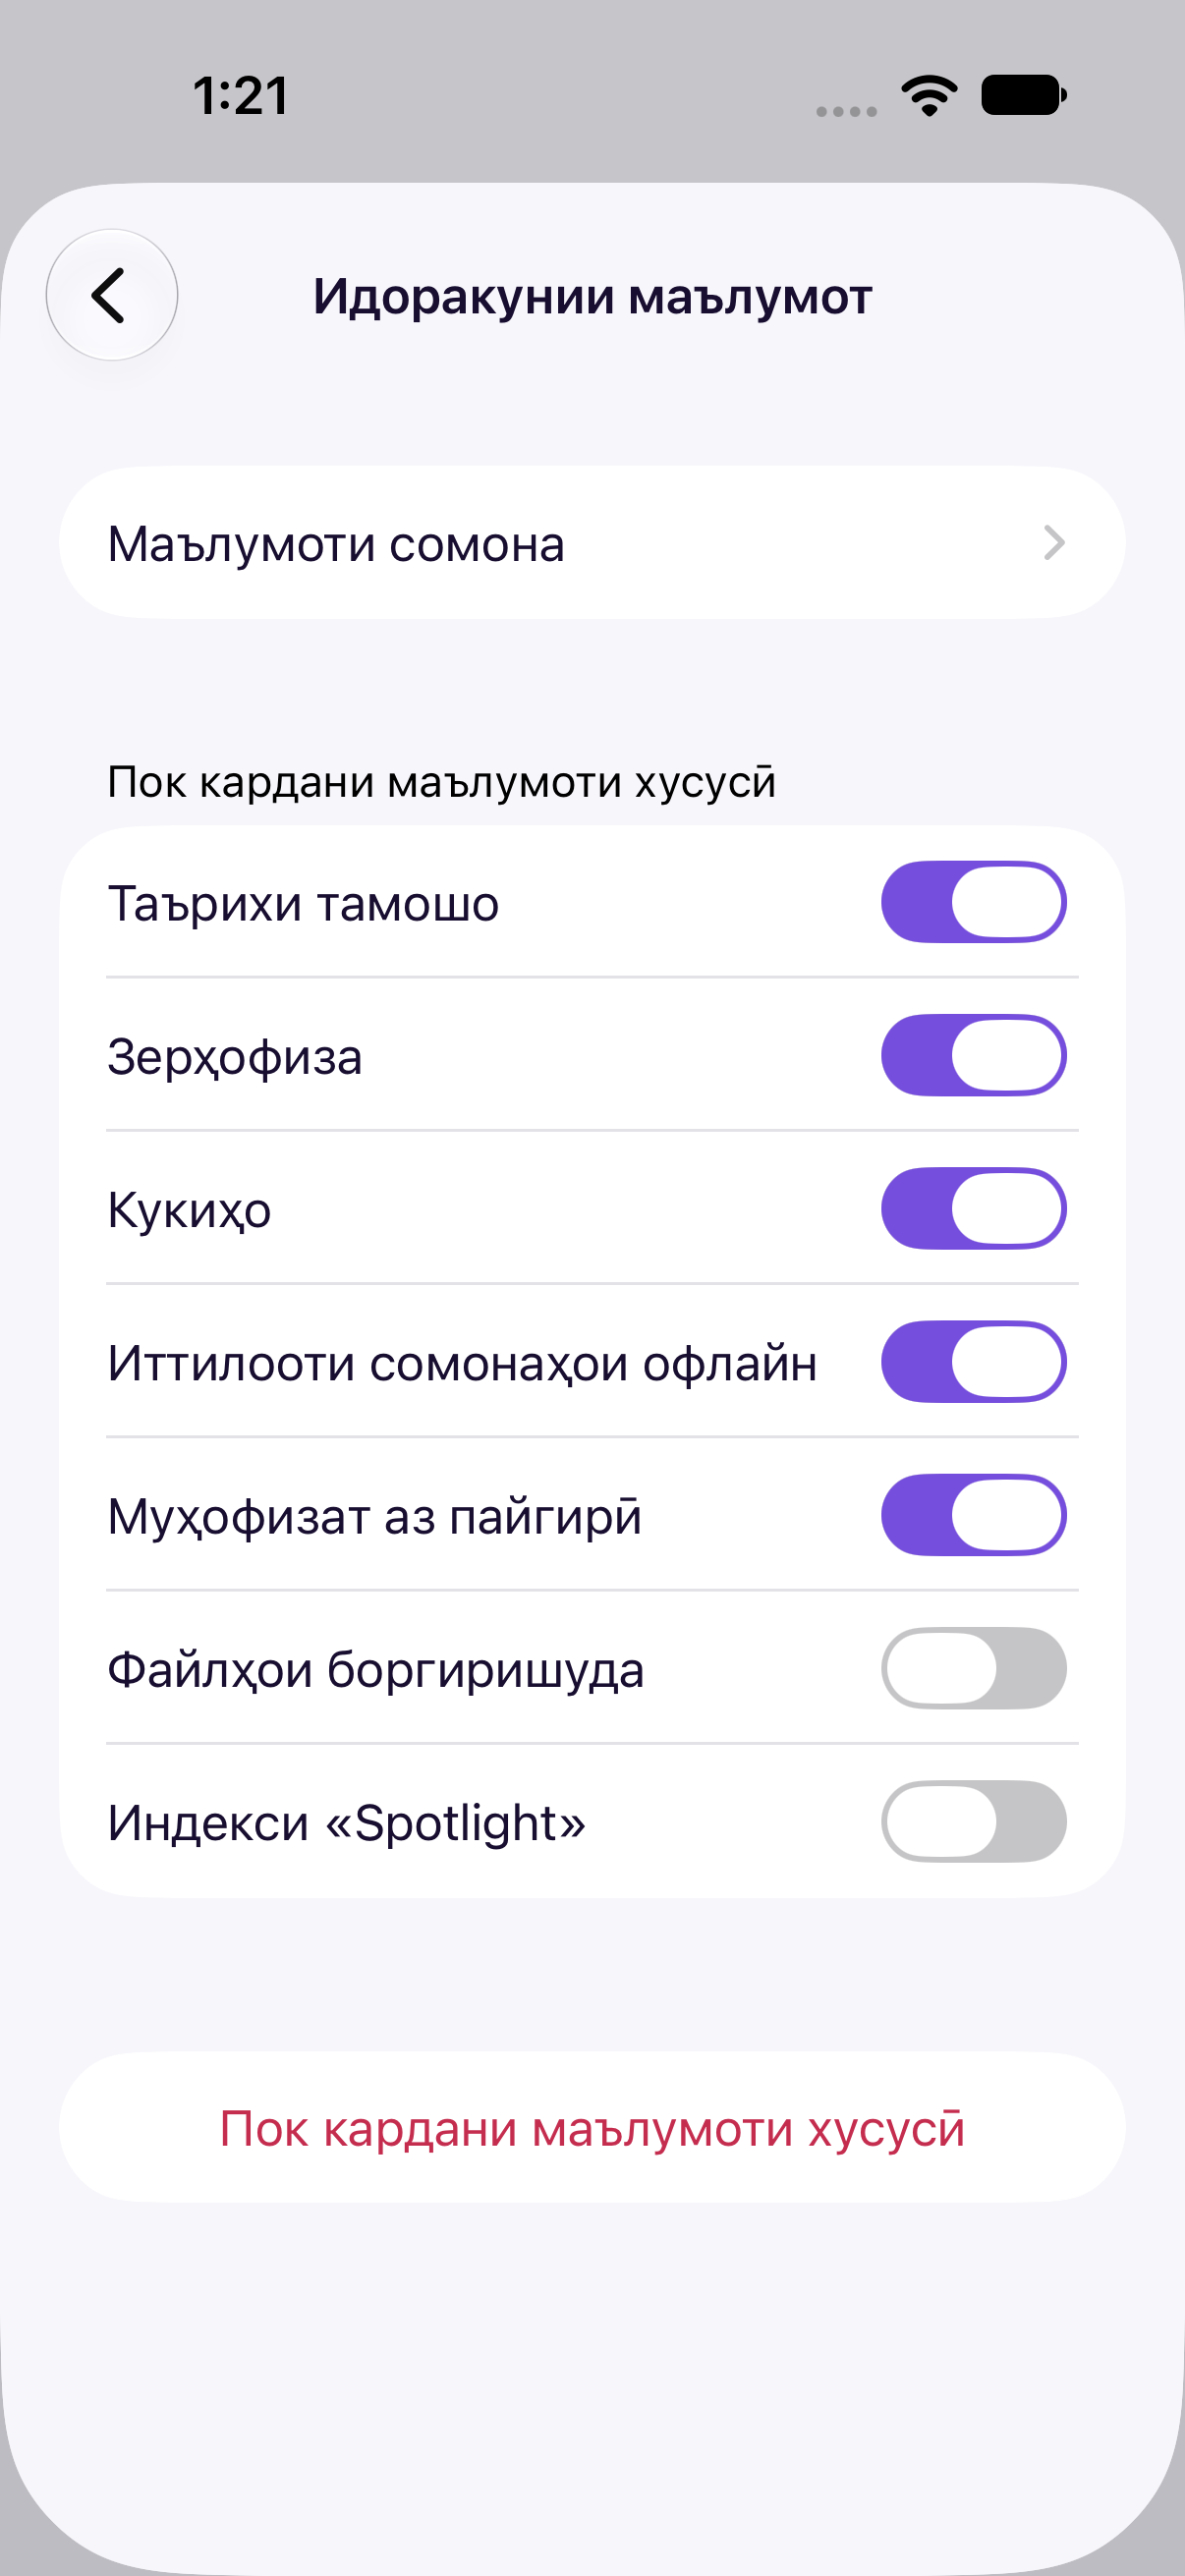 1:21
Идоракунии маълумот
Маълумоти сомона
Пок кардани маълумоти хусусӣ
Таърихи тамошо
Зерҳофиза
Кукиҳо
Иттилооти сомонаҳои офлайн
Муҳофизат аз пайгирӣ
Файлҳои боргиришуда
Индекси «Spotlight»
Пок кардани маълумоти хусусӣ